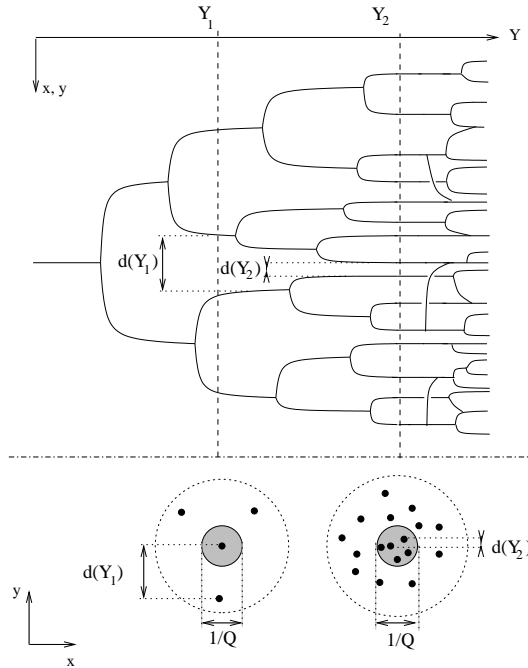 Y1 Y2
Y
x, y
d(Y1) d(Y2)
d(Y1) d(Y2)
y
x
1/Q 1/Q